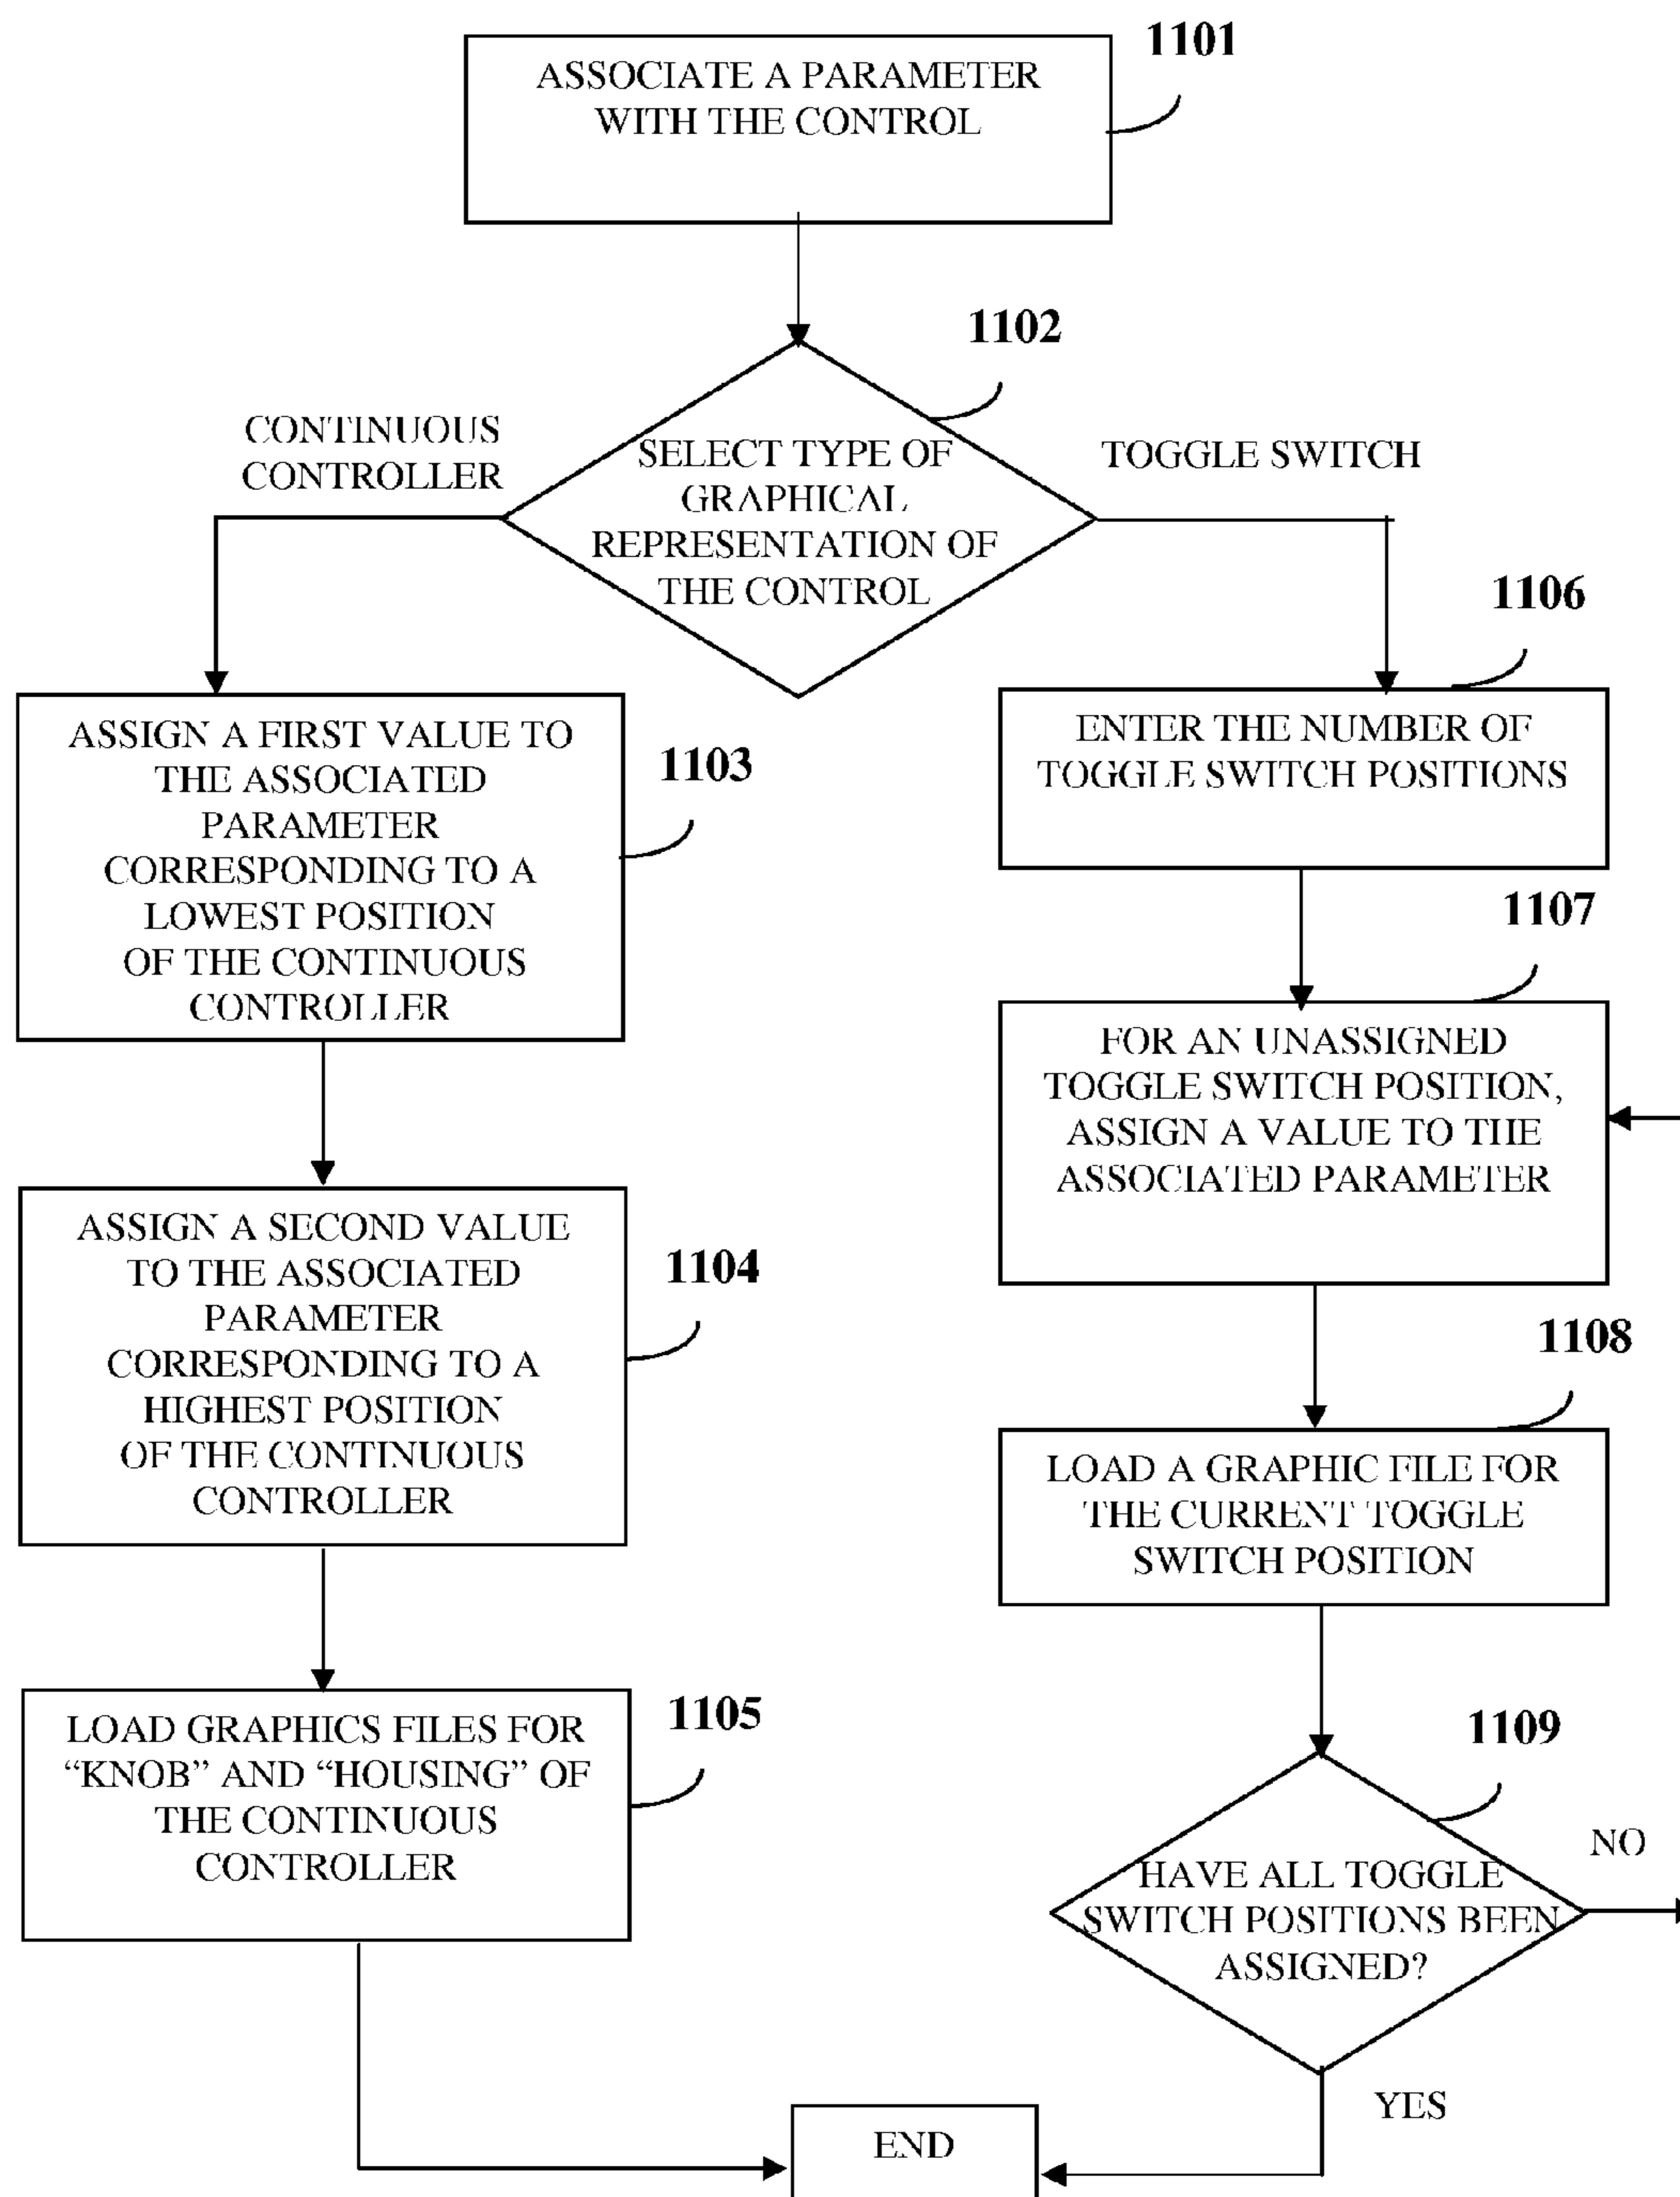 1101
ASSOCIATE A PARAMETER
WITH THE CONTROL
1102
CONTINUOUS
CONTROLLER
SELECT TYPE OF
GRAPHICAL
REPRESENTATION OF
THE CONTROL
TOGGLE SWITCH
1103
ASSIGN A FIRST VALUE TO
THE ASSOCIATED
PARAMETER
CORRESPONDING TO A
LOWEST POSITION
OF THE CONTINUOUS
CONTROLLER
1104
ASSIGN A SECOND VALUE
TO THE ASSOCIATED
PARAMETER
CORRESPONDING TO A
HIGHEST POSITION
OF THE CONTINUOUS
CONTROLLER
1105
LOAD GRAPHICS FILES FOR
“KNOB” AND “HOUSING” OF
THE CONTINUOUS
CONTROLLER
1106
ENTER THE NUMBER OF
TOGGLE SWITCH POSITIONS
1107
FOR AN UNASSIGNED
TOGGLE SWITCH POSITION,
ASSIGN A VALUE TO THE
ASSOCIATED PARAMETER
1108
LOAD A GRAPHIC FILE FOR
THE CURRENT TOGGLE
SWITCH POSITION
1109
HAVE ALL TOGGLE
SWITCH POSITIONS BEEN
ASSIGNED?
NO
YES
END